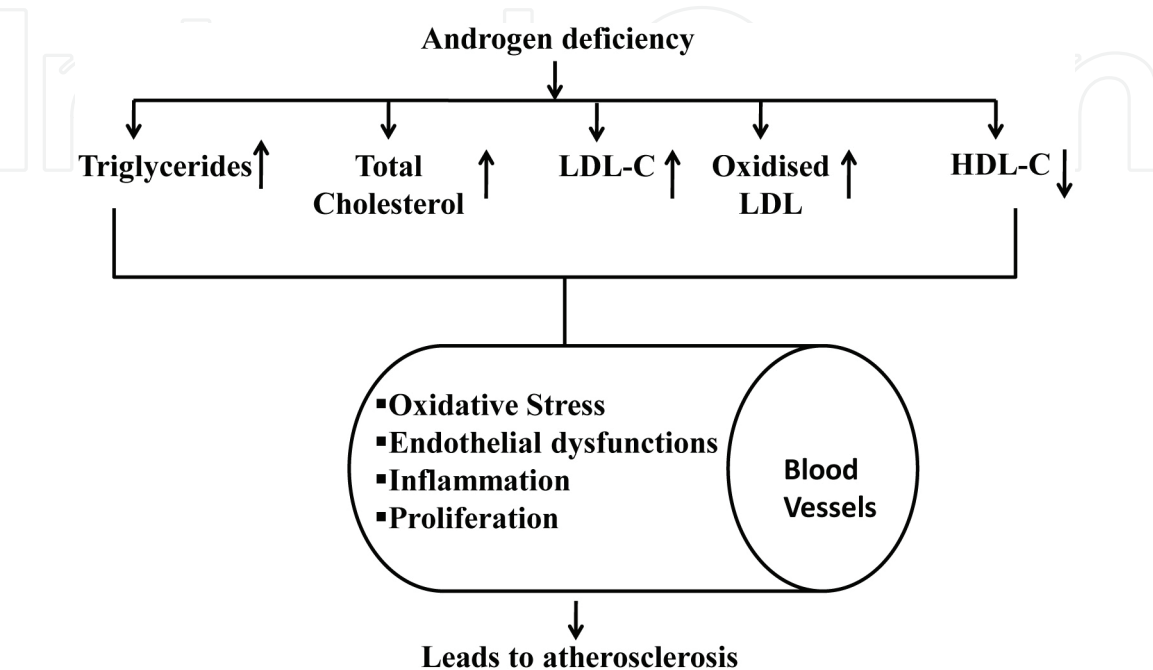 Androgen deficiency
Triglycerides↑
Total
Cholesterol ↑
LDL-C ↑
Oxidised
LDL ↑
HDL-C ↓
▪Oxidative Stress
▪Endothelial dysfunctions
▪Inflammation
▪Proliferation
Blood
Vessels
Leads to atherosclerosis